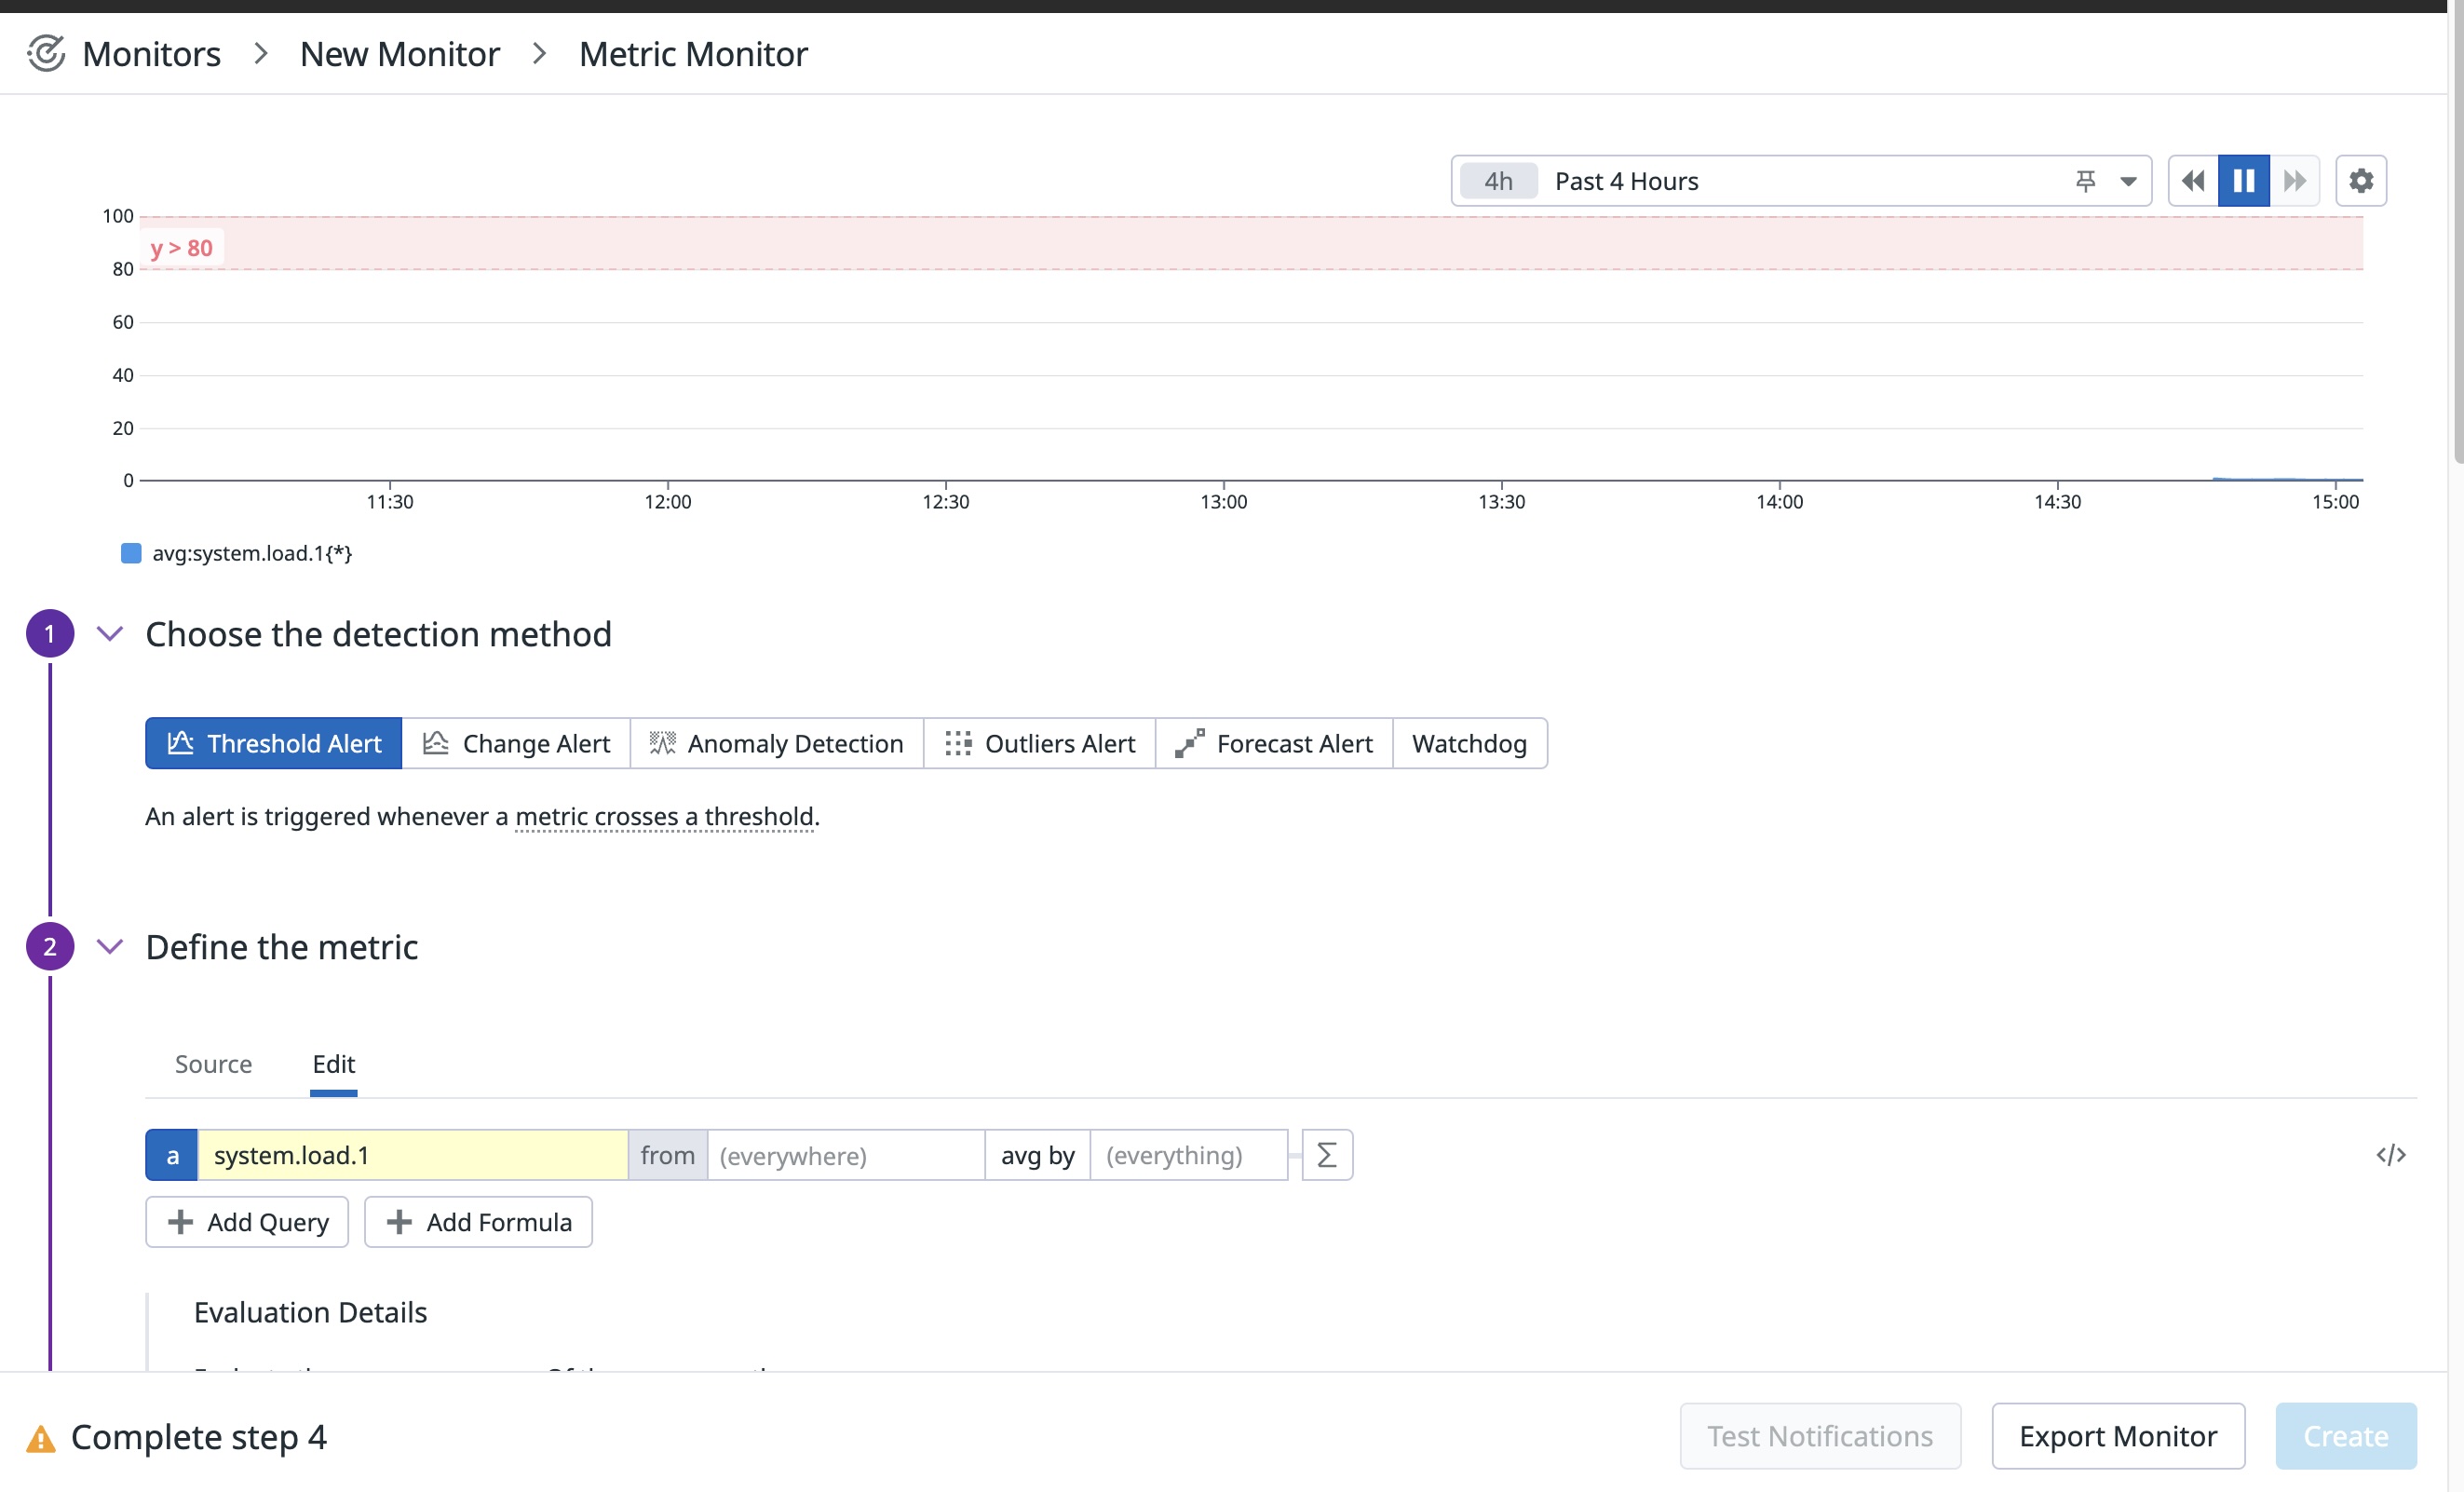 Monitors > New Monitor > Metric Monitor
4h Past 4 Hours
100
y > 80
80
60
40
20
0
11:30 12:00 12:30 13:00 13:30 14:00 14:30 15:00
avg:system.load.1{*}
1 Choose the detection method
Threshold Alert Change Alert Anomaly Detection Outliers Alert Forecast Alert Watchdog
An alert is triggered whenever a metric crosses a threshold.
2 Define the metric
Source Edit
a system.load.1 from (everywhere) avg by (everything) Σ </>
+ Add Query + Add Formula
Evaluation Details
Complete step 4 Test Notifications Export Monitor Create